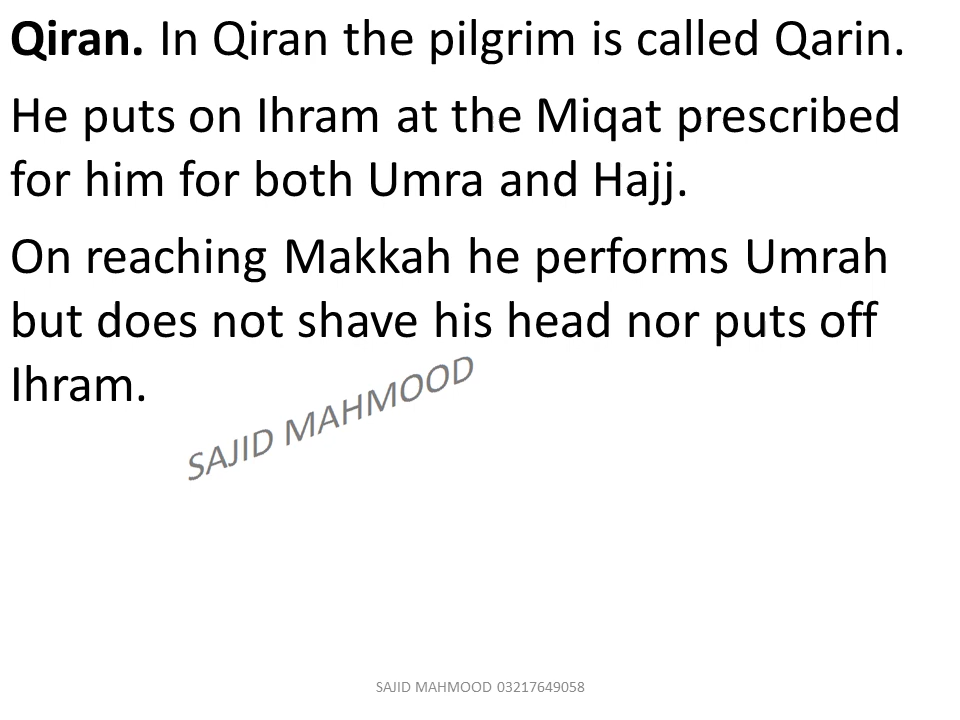 Qiran. In Qiran the pilgrim is called Qarin.
He puts on Ihram at the Miqat prescribed
for him for both Umra and Hajj.
On reaching Makkah he performs Umrah
but does not shave his head nor puts off
Ihram.
SAJID MAHMOOD
SAJID MAHMOOD 03217649058